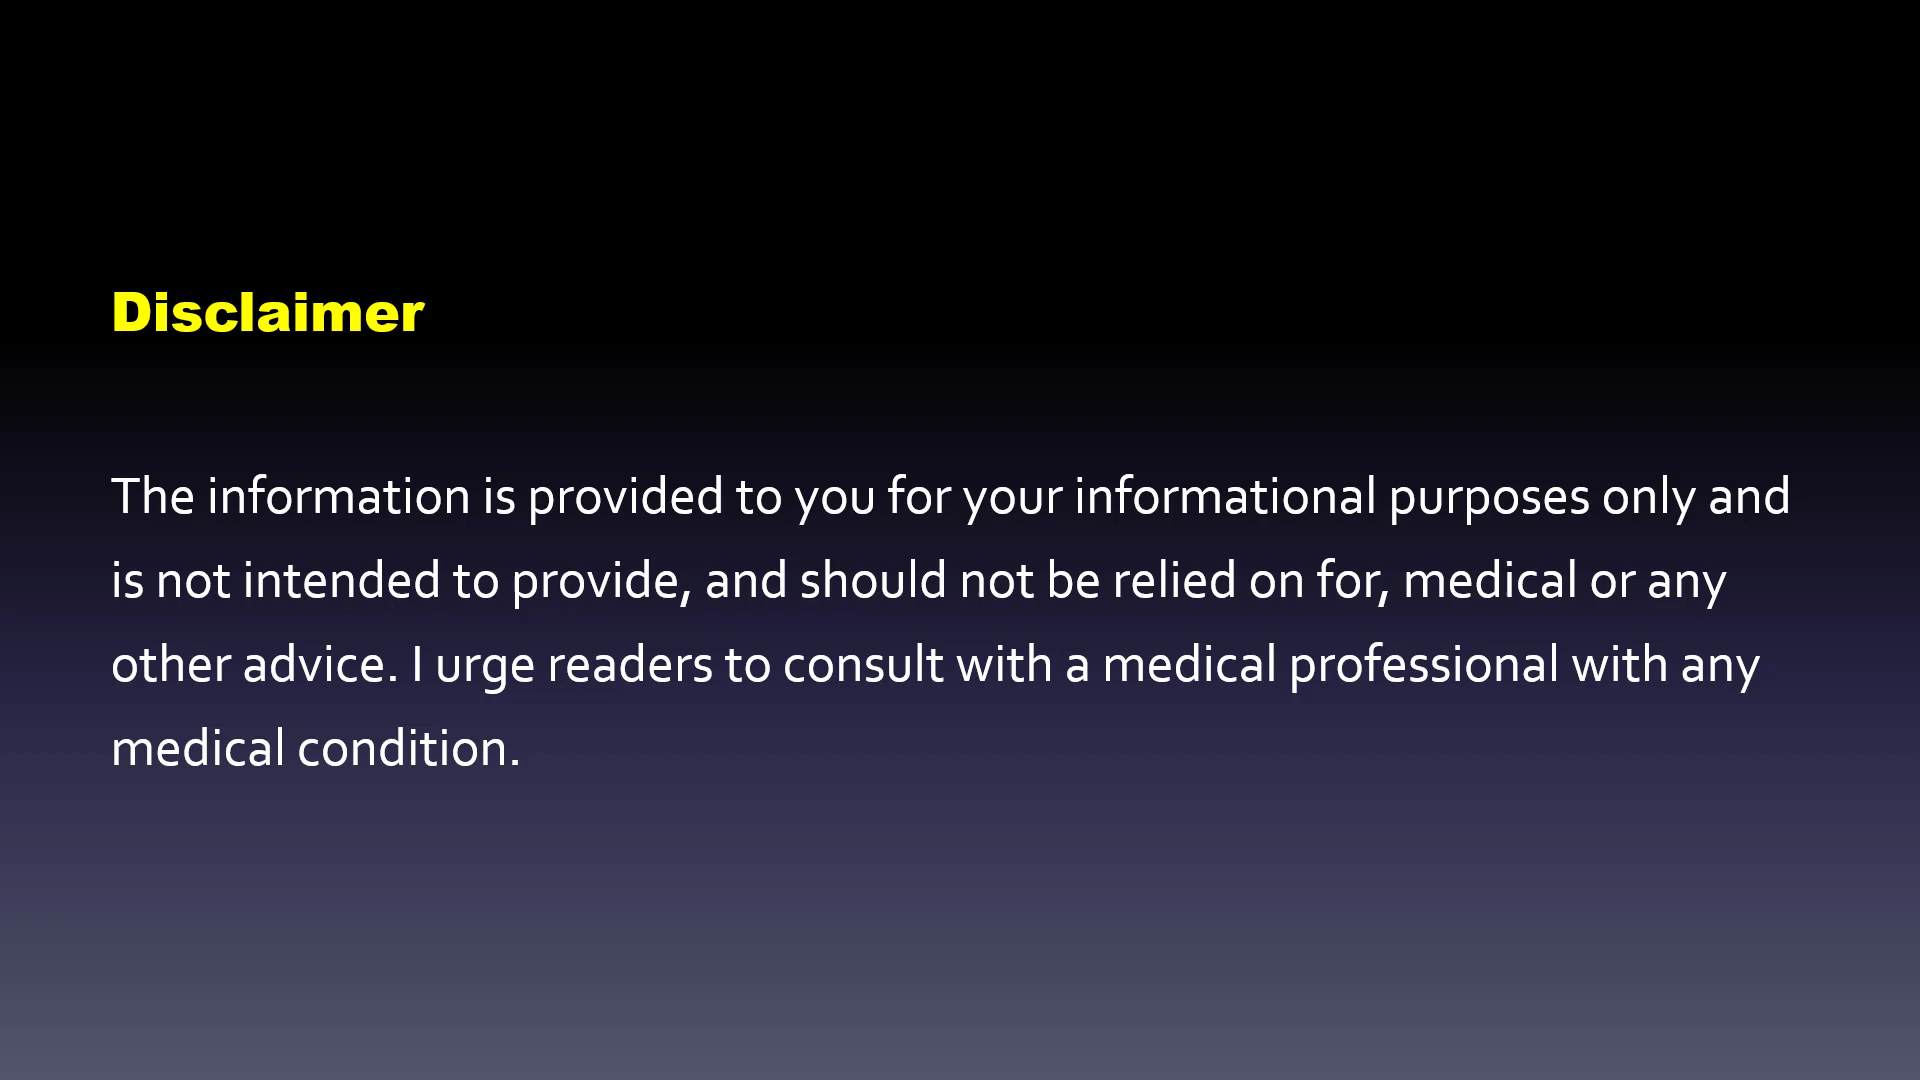 Disclaimer
The information is provided to you for your informational purposes only and
is not intended to provide, and should not be relied on for, medical or any
other advice. I urge readers to consult with a medical professional with any
medical condition.